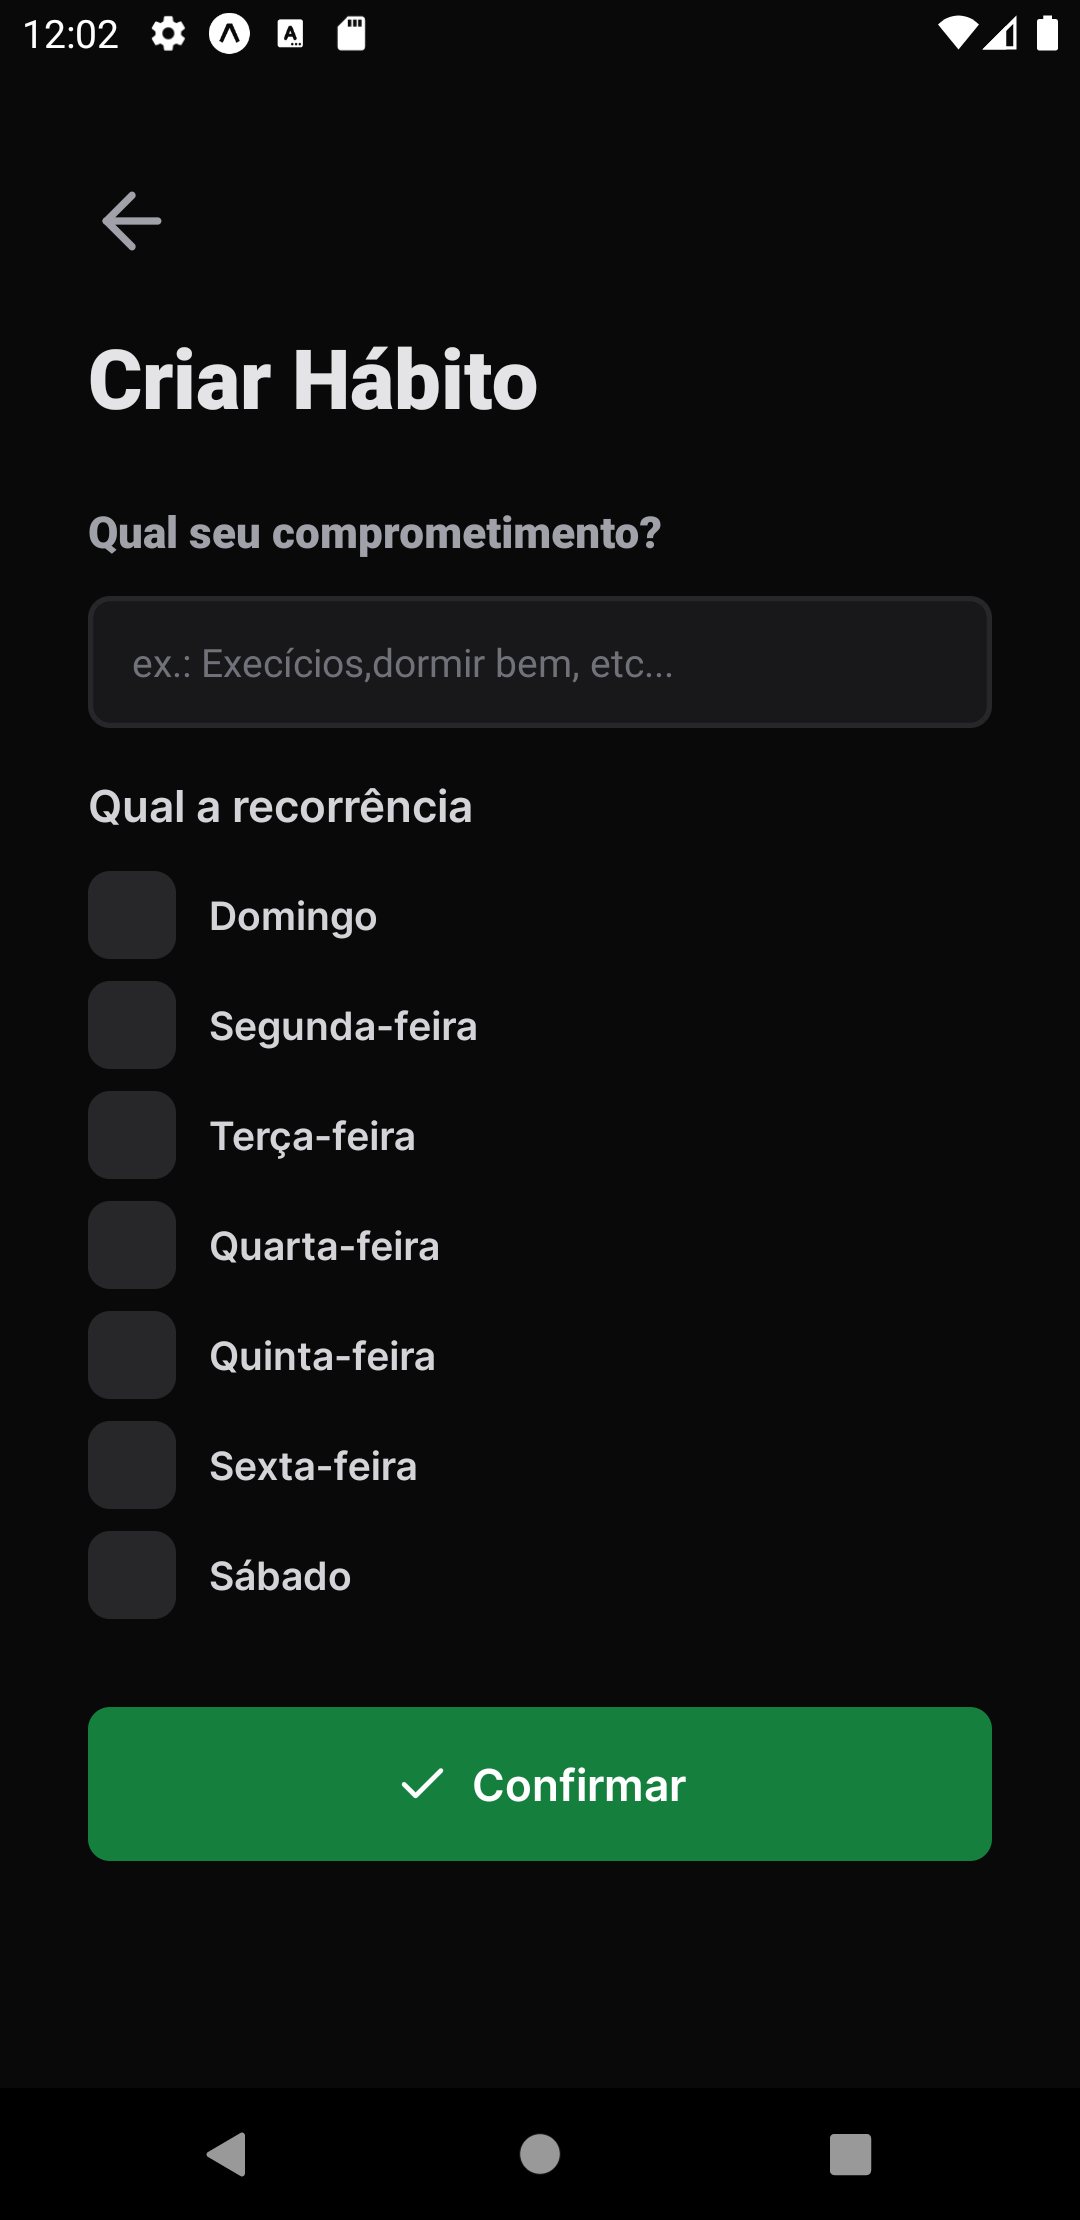 12:02
Criar Hábito
Qual seu comprometimento?
ex.: Execícios,dormir bem, etc...
Qual a recorrência
Domingo
Segunda-feira
Terça-feira
Quarta-feira
Quinta-feira
Sexta-feira
Sábado
Confirmar